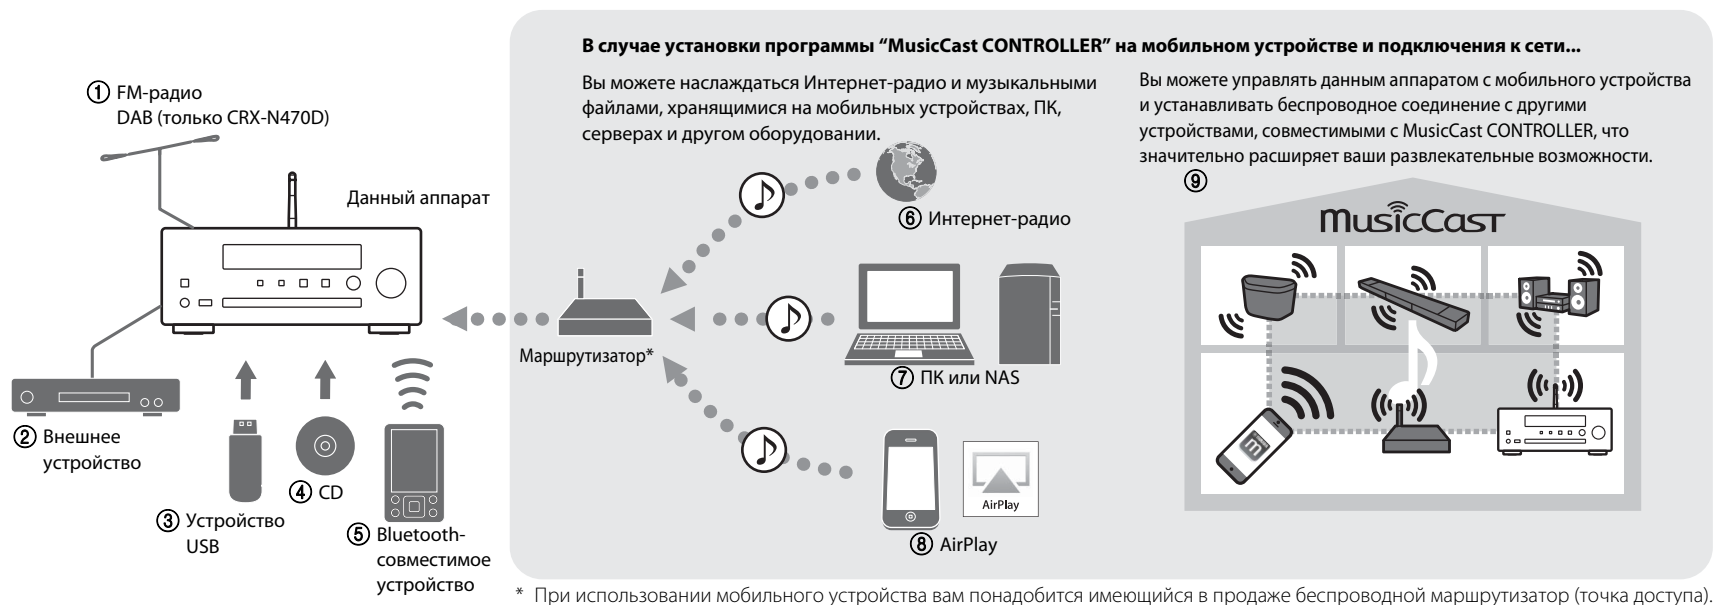 В случае установки программы “MusicCast CONTROLLER” на мобильном устройстве и подключения к сети...
① FM-радио
DAB (только CRX-N470D)
Данный аппарат
② Внешнее
устройство
③ Устройство
USB
④ CD
⑤ Bluetooth-
совместимое
устройство
Вы можете наслаждаться Интернет-радио и музыкальными
файлами, хранящимися на мобильных устройствах, ПК,
серверах и другом оборудовании.
⑥ Интернет-радио
Маршрутизатор*
⑦ ПК или NAS
AirPlay
⑧ AirPlay
Вы можете управлять данным аппаратом с мобильного устройства
и устанавливать беспроводное соединение с другими
устройствами, совместимыми с MusicCast CONTROLLER, что
значительно расширяет ваши развлекательные возможности.
⑨
MusicCast
m
* При использовании мобильного устройства вам понадобится имеющийся в продаже беспроводной маршрутизатор (точка доступа).